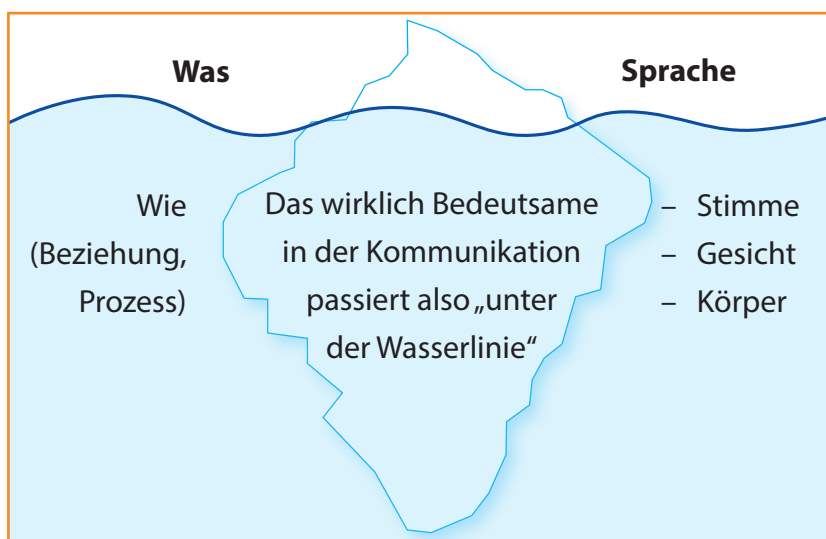 Was
Sprache
Wie
(Beziehung,
Prozess)
Das wirklich Bedeutsame
in der Kommunikation
passiert also „unter
der Wasserlinie“
– Stimme
– Gesicht
– Körper